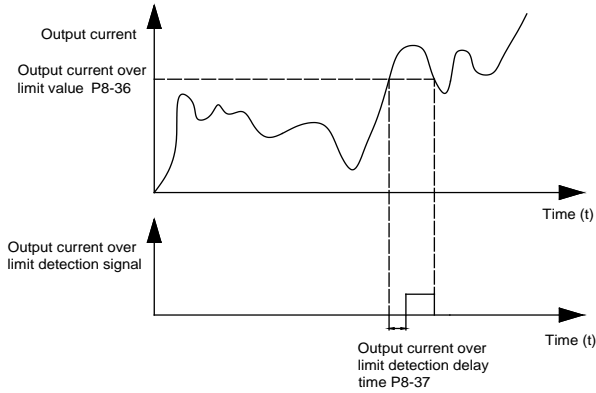 Output current
Output current over
limit value P8-36
Time (t)
Output current over
limit detection signal
Time (t)
Output current over
limit detection delay
time P8-37